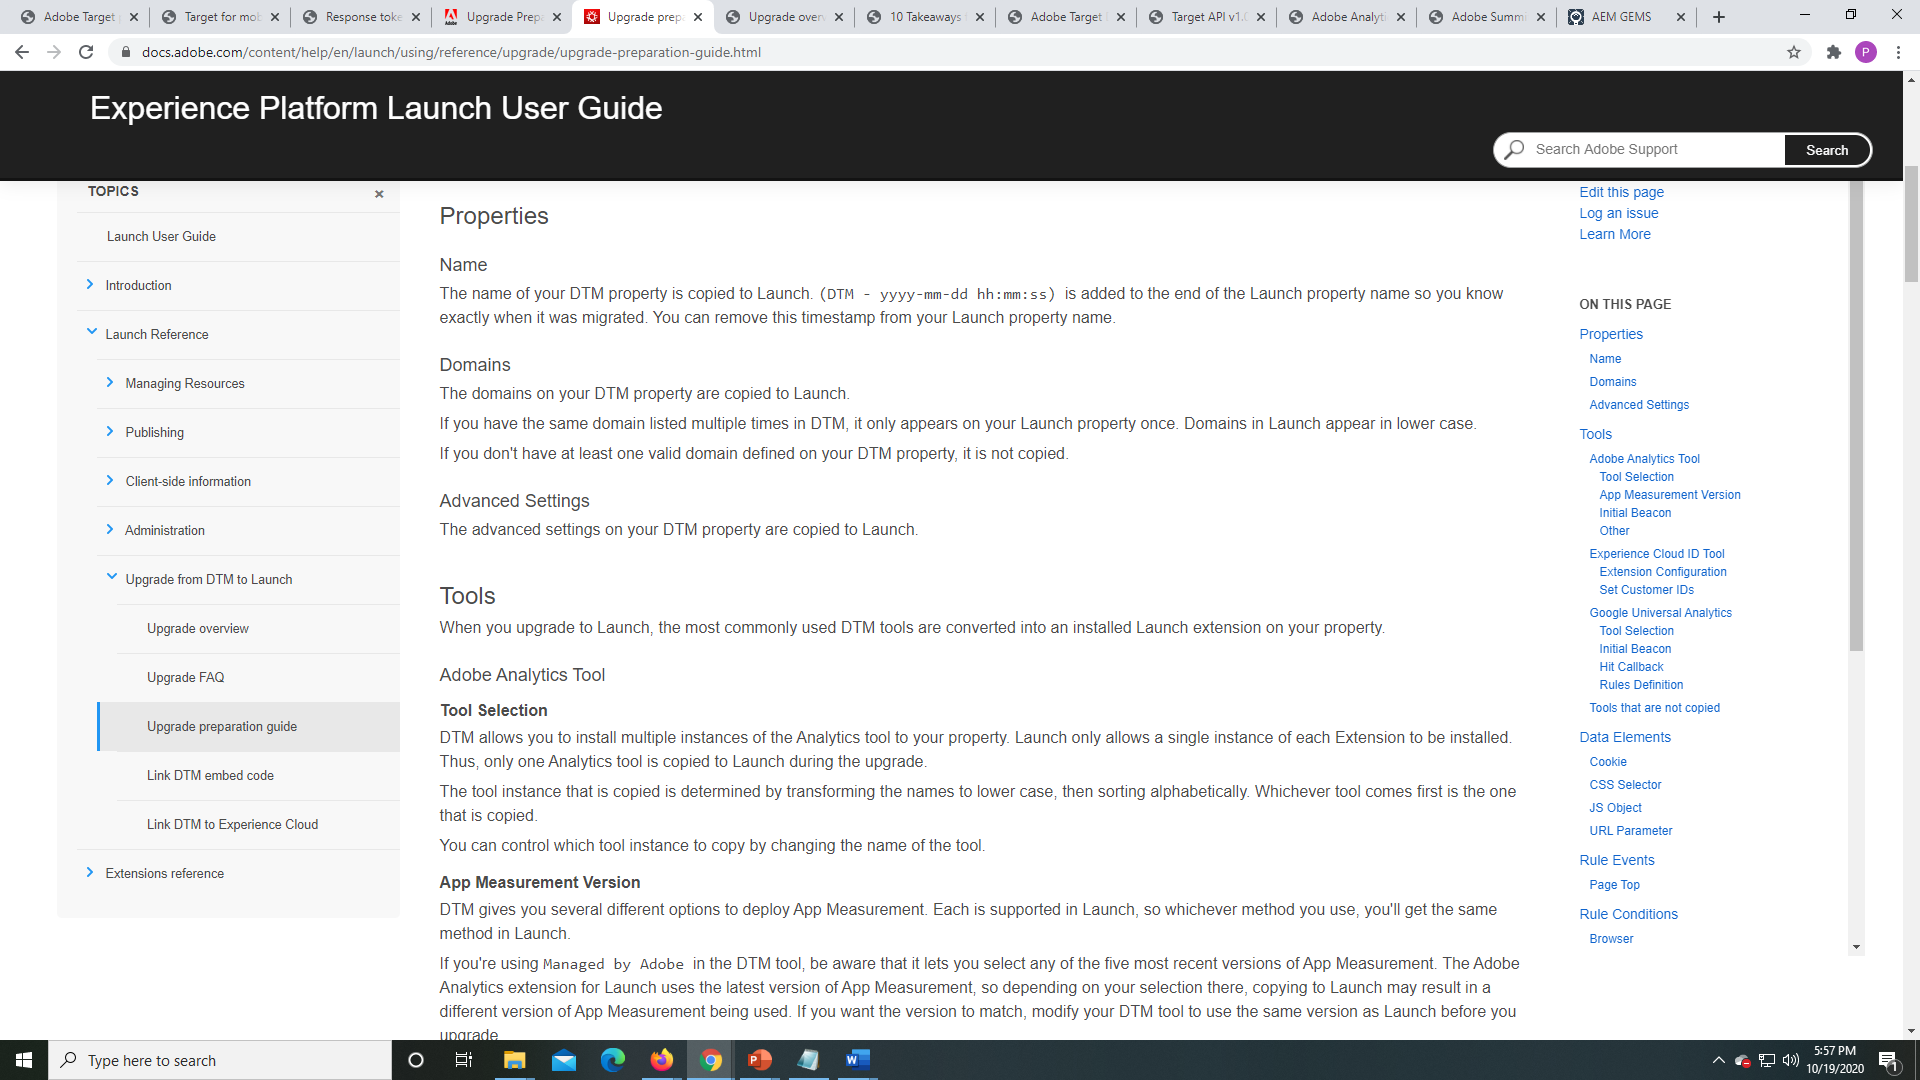 Adobe Target
Target for mob
Response toke
Upgrade Prepa
Upgrade prepa
Upgrade over
10 Takeaways
Adobe Target
Target API v1.
Adobe Analyti
Adobe Summi
AEM GEMS
docs.adobe.com/content/help/en/launch/using/reference/upgrade/upgrade-preparation-guide.html
P
Experience Platform Launch User Guide
Search Adobe Support
Search
TOPICS
Launch User Guide
Introduction
Launch Reference
Managing Resources
Publishing
Client-side information
Administration
Upgrade from DTM to Launch
Upgrade overview
Upgrade FAQ
Upgrade preparation guide
Link DTM embed code
Link DTM to Experience Cloud
Extensions reference
Properties
Name
The name of your DTM property is copied to Launch. (DTM - yyyy-mm-dd hh:mm:ss) is added to the end of the Launch property name so you know
exactly when it was migrated. You can remove this timestamp from your Launch property name.
Domains
The domains on your DTM property are copied to Launch.
If you have the same domain listed multiple times in DTM, it only appears on your Launch property once. Domains in Launch appear in lower case.
If you don't have at least one valid domain defined on your DTM property, it is not copied.
Advanced Settings
The advanced settings on your DTM property are copied to Launch.
Tools
When you upgrade to Launch, the most commonly used DTM tools are converted into an installed Launch extension on your property.
Adobe Analytics Tool
Tool Selection
DTM allows you to install multiple instances of the Analytics tool to your property. Launch only allows a single instance of each Extension to be installed.
Thus, only one Analytics tool is copied to Launch during the upgrade.
The tool instance that is copied is determined by transforming the names to lower case, then sorting alphabetically. Whichever tool comes first is the one
that is copied.
You can control which tool instance to copy by changing the name of the tool.
App Measurement Version
DTM gives you several different options to deploy App Measurement. Each is supported in Launch, so whichever method you use, you'll get the same
method in Launch.
If you're using Managed by Adobe in the DTM tool, be aware that it lets you select any of the five most recent versions of App Measurement. The Adobe
Analytics extension for Launch uses the latest version of App Measurement, so depending on your selection there, copying to Launch may result in a
different version of App Measurement being used. If you want the version to match, modify your DTM tool to use the same version as Launch before you
upgrade
Edit this page
Log an issue
Learn More
ON THIS PAGE
Properties
Name
Domains
Advanced Settings
Tools
Adobe Analytics Tool
Tool Selection
App Measurement Version
Initial Beacon
Other
Experience Cloud ID Tool
Extension Configuration
Set Customer IDs
Google Universal Analytics
Tool Selection
Initial Beacon
Hit Callback
Rules Definition
Tools that are not copied
Data Elements
Cookie
CSS Selector
JS Object
URL Parameter
Rule Events
Page Top
Rule Conditions
Browser
Type here to search
5:57 PM
10/19/2020
1